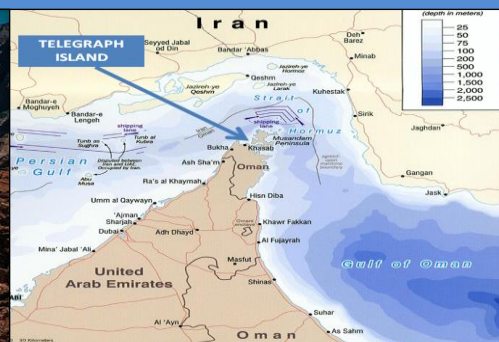 (depth in meters)
25
50
75
100
200
500
1,000
1,500
2,000
2,500
Iran
TELEGRAPH
ISLAND
Seyyed Jabal
od Din
Bandar 'Abbas
Deh
Barez
Minab
Jazireh-ye
Hormoz
Qeshm
Jazireh-ye
Larak
Jazireh-ye
Qeshm
Kuhestak
Strait
of
Hormuz
Bandar-e
Moghuyeh
Bandar-e
Lengeh
Sirik
Jaghdan
shipping
lane
shipping
lane
Tunb al
Kubra
Tunb as
Sughra
Persian
Gulf
Abu
Musa
Bukha
Khasab
Musandam
Peninsula
Oman
Ash Sha'm
Gangan
Jask
Ra's al Khaymah
Umm al Qaywayn
Hisn Diba
'Ajman
Sharjah
Dubai
Adh Dhayd
Khawr Fakkan
Al Fujayrah
Mina' Jabal 'Ali
Masfut
Gulf of Oman
United
Arab Emirates
Shinas
Al 'Ayn
Suhar
Oman
As Sahm